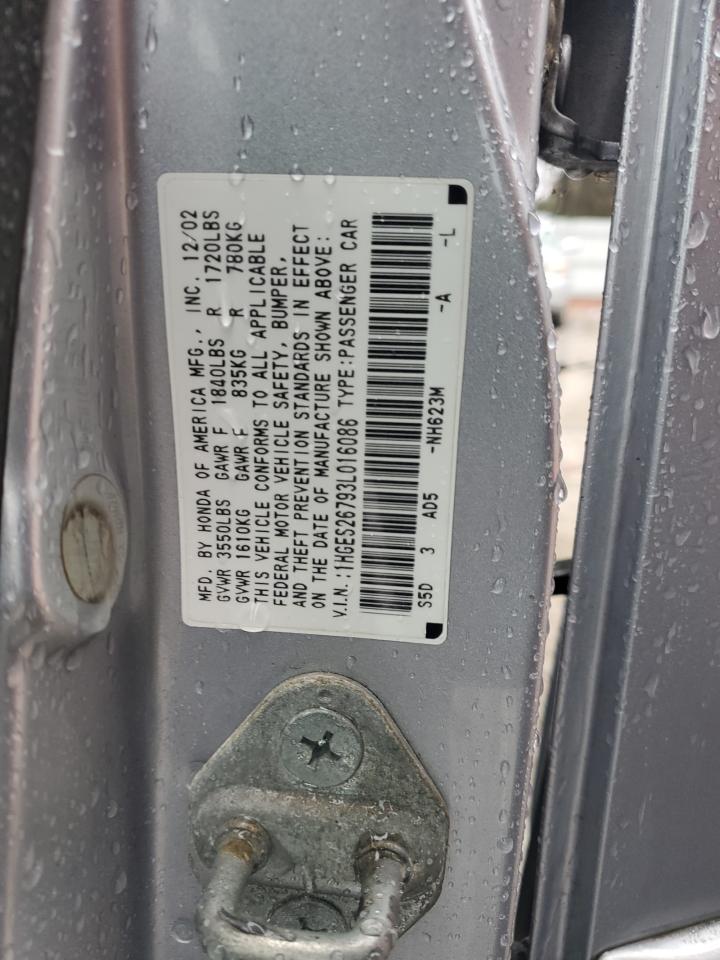 MFD. BY HONDA OF AMERICA MFG., INC. 12/02
GVWR 3550LBS GAWR F 1840LBS R 1720LBS
GVWR 1610KG GAWR F 835KG R 780KG
THIS VEHICLE CONFORMS TO ALL APPLICABLE
FEDERAL MOTOR VEHICLE SAFETY, BUMPER,
AND THEFT PREVENTION STANDARDS IN EFFECT
ON THE DATE OF MANUFACTURE SHOWN ABOVE:
V.I.N.:1HGES26793L016086 TYPE:PASSENGER CAR
S5D 3 AD5 -NH623M -A -L